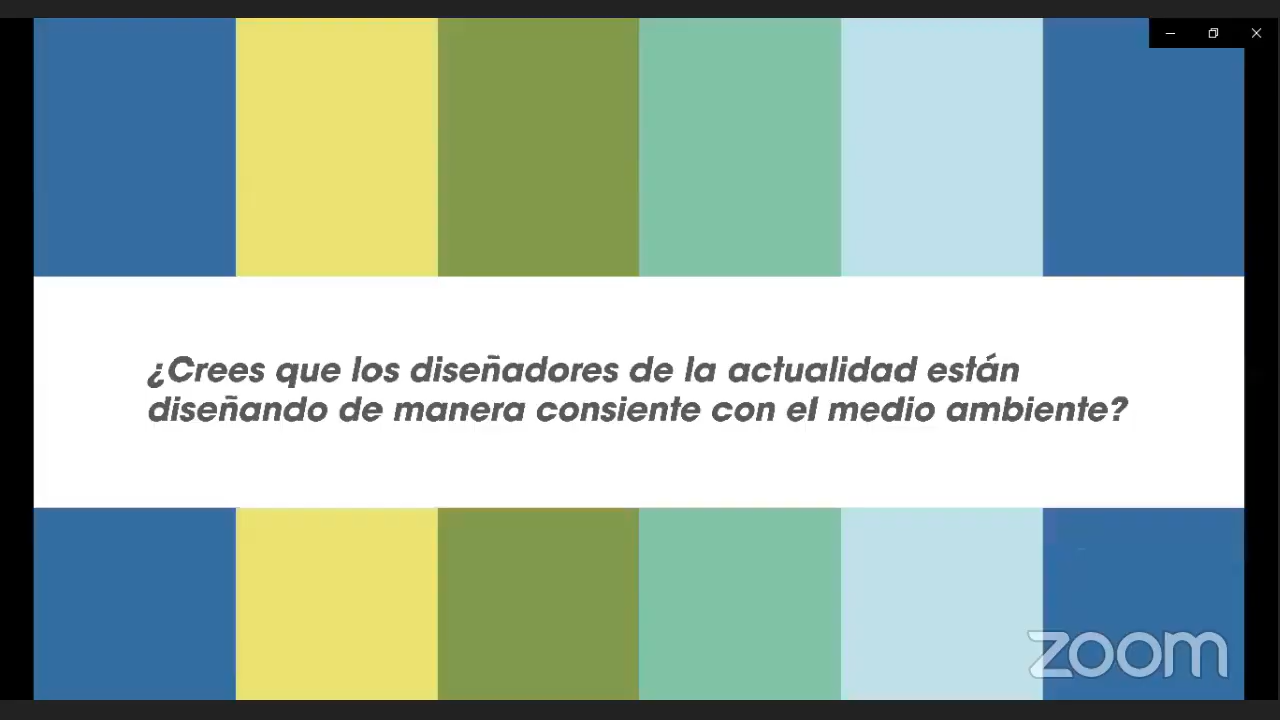 ¿Crees que los diseñadores de la actualidad están
diseñando de manera consiente con el medio ambiente?
zoom